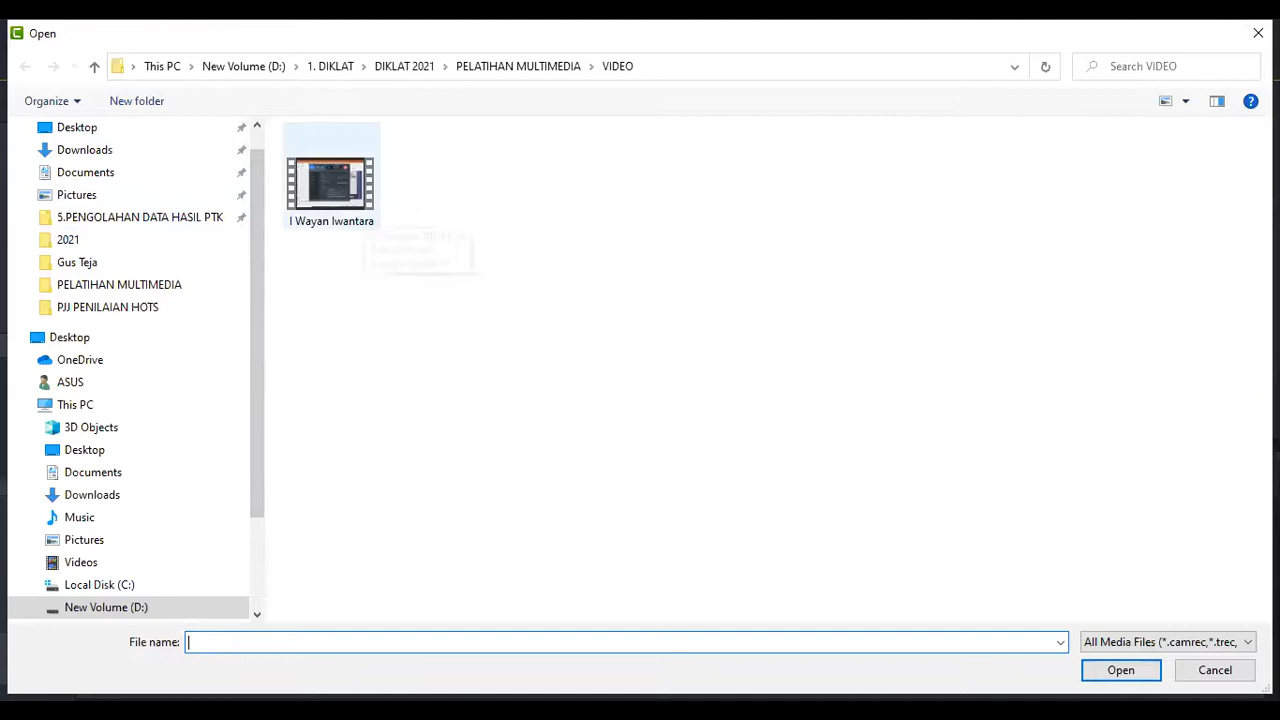 Open
This PC
New Volume (D:)
1. DIKLAT
DIKLAT 2021
PELATIHAN MULTIMEDIA
VIDEO
Search VIDEO
Organize
New folder
Desktop
Downloads
Documents
Pictures
5.PENGOLAHAN DATA HASIL PTK
2021
Gus Teja
PELATIHAN MULTIMEDIA
PJJ PENILAIAN HOTS
Desktop
OneDrive
ASUS
This PC
3D Objects
Desktop
Documents
Downloads
Music
Pictures
Videos
Local Disk (C:)
New Volume (D:)
I Wayan Iwantara
File name:
All Media Files (*.camrec,*.trec,
Open
Cancel